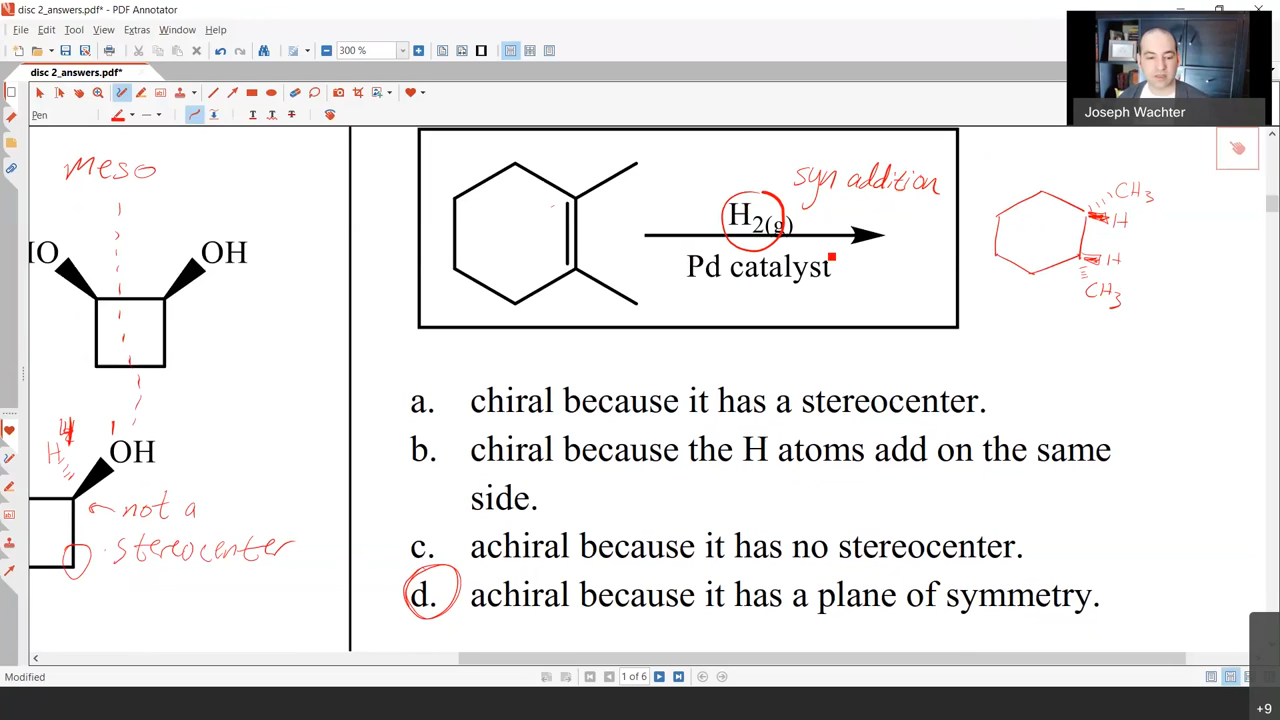 disc 2_answers.pdf* - PDF Annotator
File Edit Tool View Extras Window Help
300 %
disc 2_answers.pdf*
Pen
Joseph Wachter
meso
HO
OH
H 4
1
OH
not a
stereocenter
H2(g)
Pd catalyst
syn addition
CH3
H
H
CH3
a. chiral because it has a stereocenter.
b. chiral because the H atoms add on the same
side.
c. achiral because it has no stereocenter.
d. achiral because it has a plane of symmetry.
1 of 6
Modified
+9